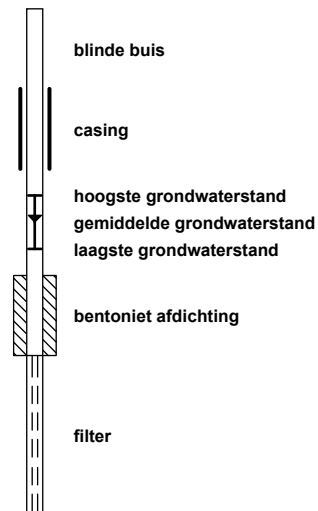 blinde buis
casing
hoogste grondwaterstand
gemiddelde grondwaterstand
laagste grondwaterstand
bentoniet afdichting
filter